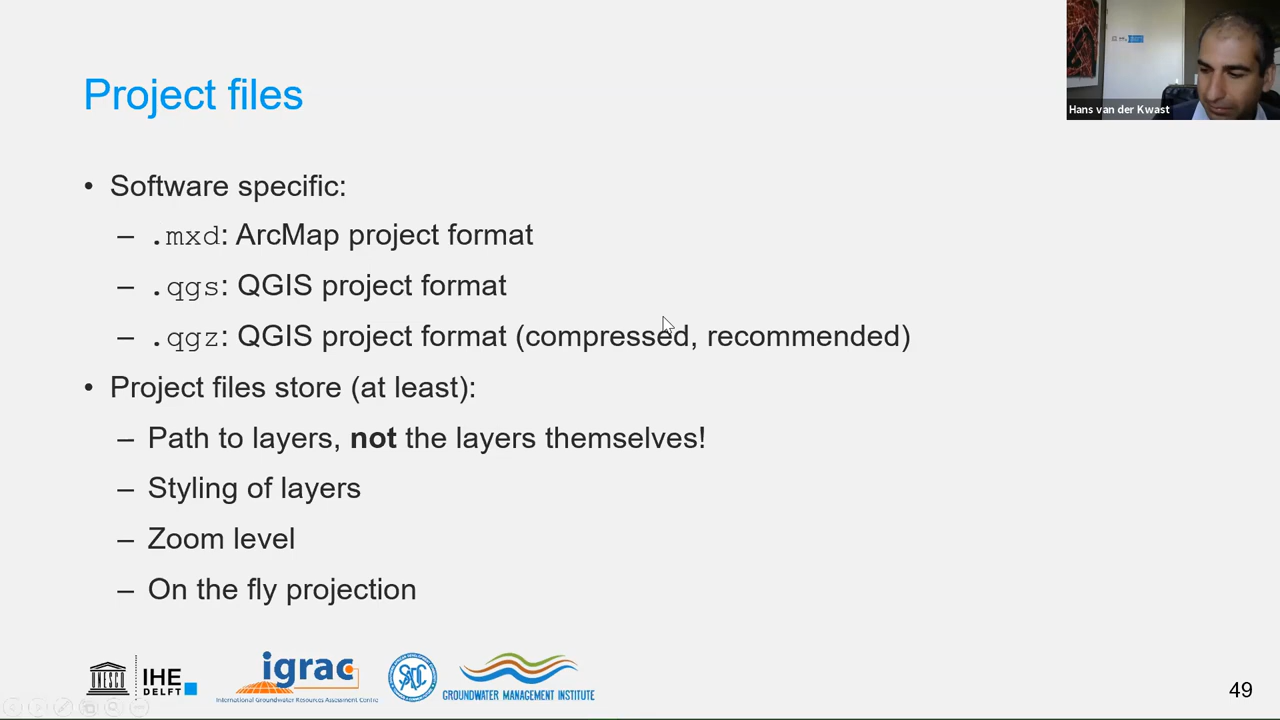 Project files
Hans van der Kwast
• Software specific:
– .mxd: ArcMap project format
– .qgs: QGIS project format
– .qgz: QGIS project format (compressed, recommended)
• Project files store (at least):
– Path to layers, not the layers themselves!
– Styling of layers
– Zoom level
– On the fly projection
UNESCO
IHE
DELFT
igrac
International Groundwater Resources Assessment Centre
GROUNDWATER MANAGEMENT INSTITUTE
49